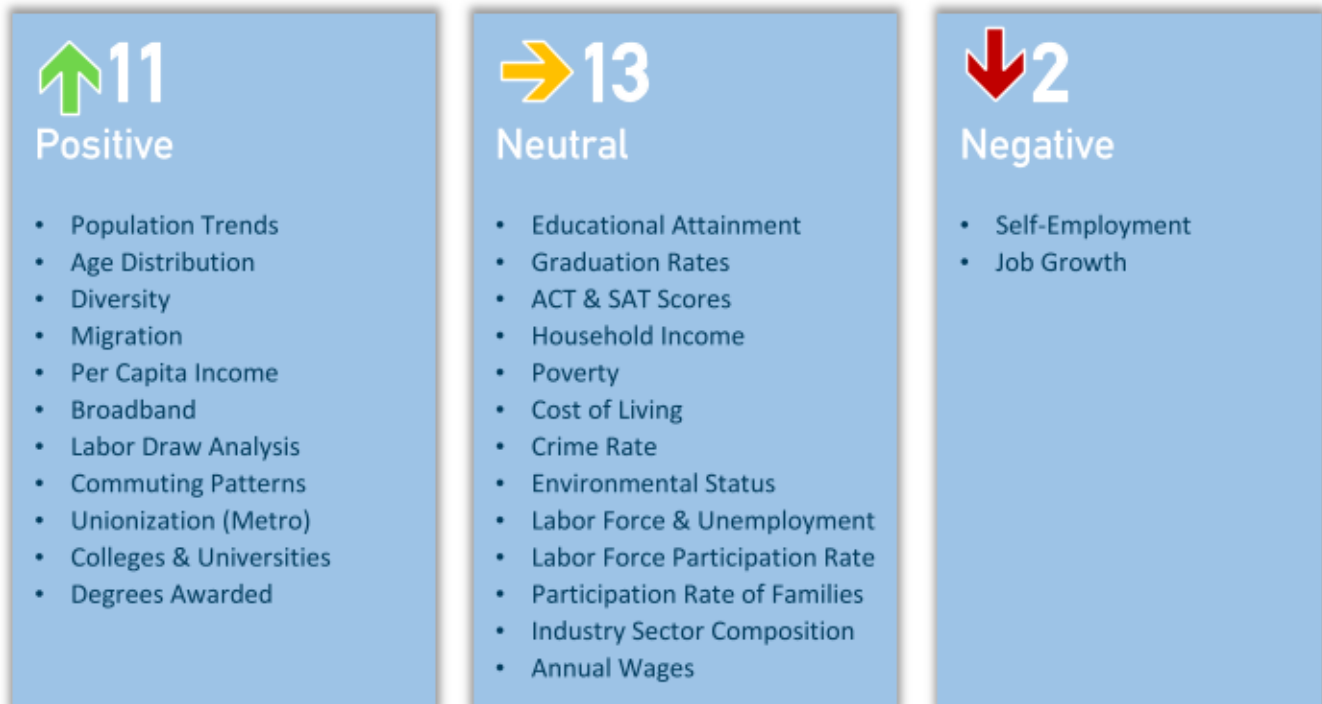 11
Positive
• Population Trends
• Age Distribution
• Diversity
• Migration
• Per Capita Income
• Broadband
• Labor Draw Analysis
• Commuting Patterns
• Unionization (Metro)
• Colleges & Universities
• Degrees Awarded
13
Neutral
• Educational Attainment
• Graduation Rates
• ACT & SAT Scores
• Household Income
• Poverty
• Cost of Living
• Crime Rate
• Environmental Status
• Labor Force & Unemployment
• Labor Force Participation Rate
• Participation Rate of Families
• Industry Sector Composition
• Annual Wages
2
Negative
• Self-Employment
• Job Growth